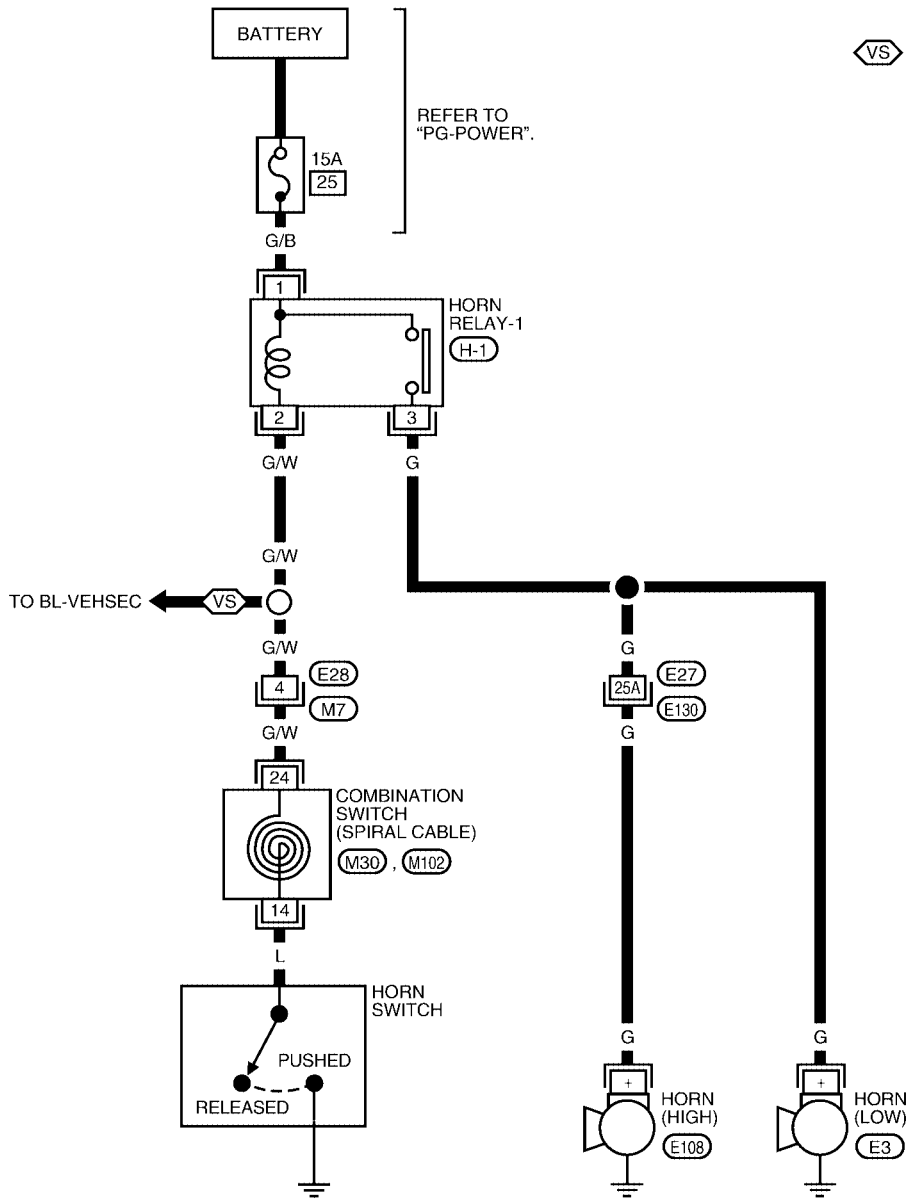 BATTERY
VS
REFER TO
"PG-POWER".
15A
25
G/B
1
HORN
RELAY-1
H-1
2
3
G/W
G
G/W
TO BL-VEHSEC
VS
G/W
G
4
E28
M7
25A
E27
E130
G/W
G
24
COMBINATION
SWITCH
(SPIRAL CABLE)
M30 , M102
14
L
HORN
SWITCH
PUSHED
RELEASED
G
G
+
+
HORN
(HIGH)
E108
HORN
(LOW)
E3